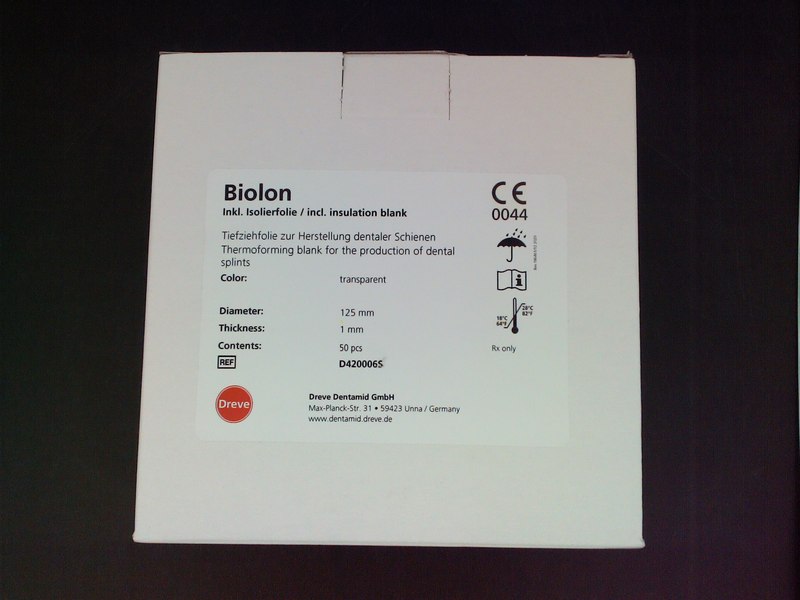 Biolon
Inkl. Isolierfolie / incl. insulation blank
Tiefziehfolie zur Herstellung dentaler Schienen
Thermoforming blank for the production of dental
splints
Color: transparent
Diameter: 125 mm
Thickness: 1 mm
Contents: 50 pcs
REF D420006S
Dreve
Dreve Dentamid GmbH
Max-Planck-Str. 31 • 59423 Unna / Germany
www.dentamid.dreve.de
CE
0044
i
28°C
82°F
18°C
64°F
Rx only